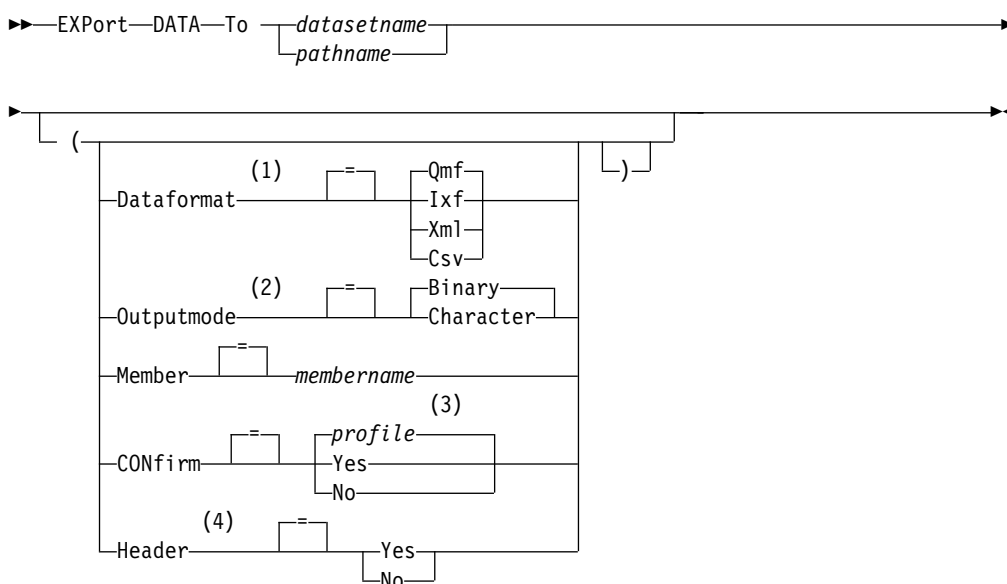 EXPort DATA To datasetname
pathname
(
)
(1)
Dataformat = Qmf
Ixf
Xml
Csv
(2)
Outputmode = Binary
Character
Member = membername
(3)
CONfirm = profile
Yes
No
(4)
Header = Yes
No